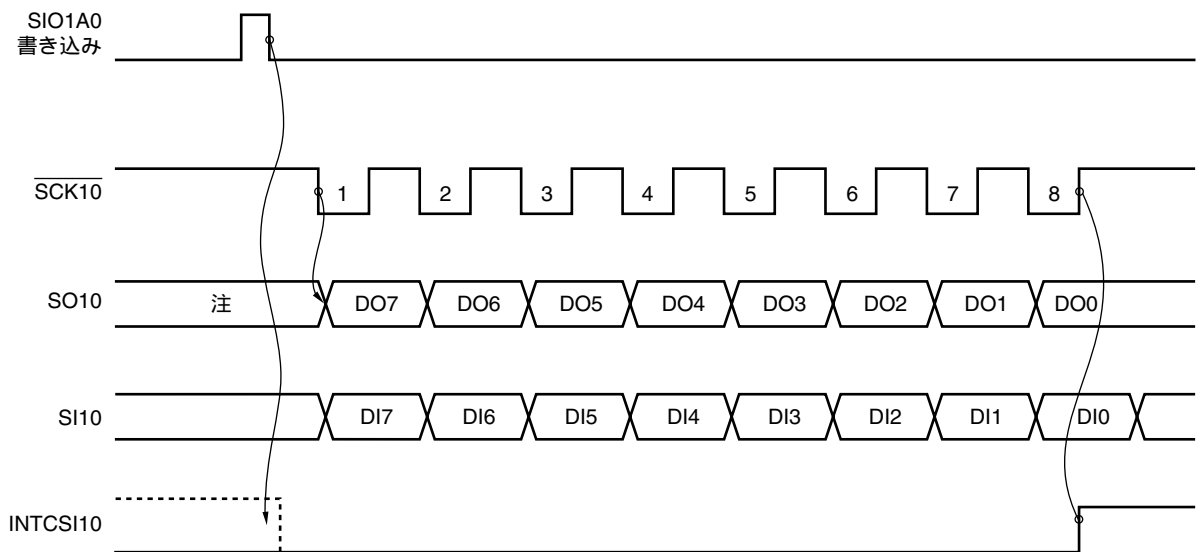 SIO1A0
書き込み
SCK10
1 2 3 4 5 6 7 8
SO10 注 DO7 DO6 DO5 DO4 DO3 DO2 DO1 DO0
SI10 DI7 DI6 DI5 DI4 DI3 DI2 DI1 DI0
INTCSI10